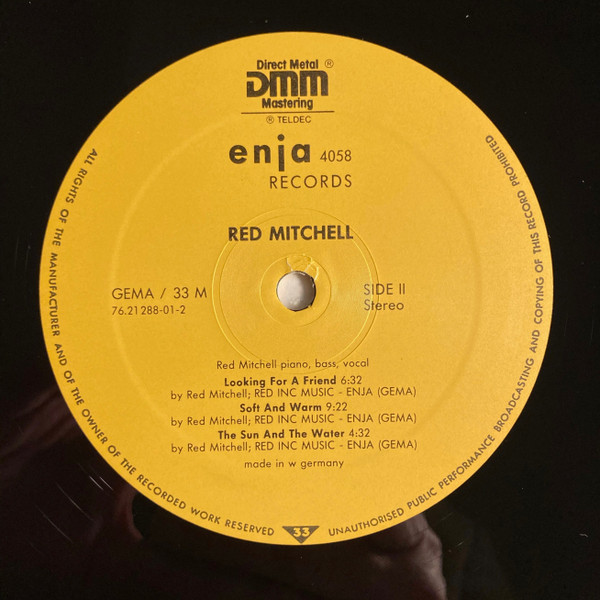 Direct Metal ®
DMM
Mastering
® TELDEC
enja 4058
RECORDS
RED MITCHELL
GEMA / 33 M
76.21288-01-2
SIDE II
Stereo
Red Mitchell piano, bass, vocal
Looking For A Friend 6:32
by Red Mitchell; RED INC MUSIC - ENJA (GEMA)
Soft And Warm 9:22
by Red Mitchell; RED INC MUSIC - ENJA (GEMA)
The Sun And The Water 4:32
by Red Mitchell; RED INC MUSIC - ENJA (GEMA)
made in w germany
ALL RIGHTS OF THE MANUFACTURER AND OF THE OWNER OF THE RECORDED WORK RESERVED
33
UNAUTHORISED PUBLIC PERFORMANCE BROADCASTING AND COPYING OF THIS RECORD PROHIBITED